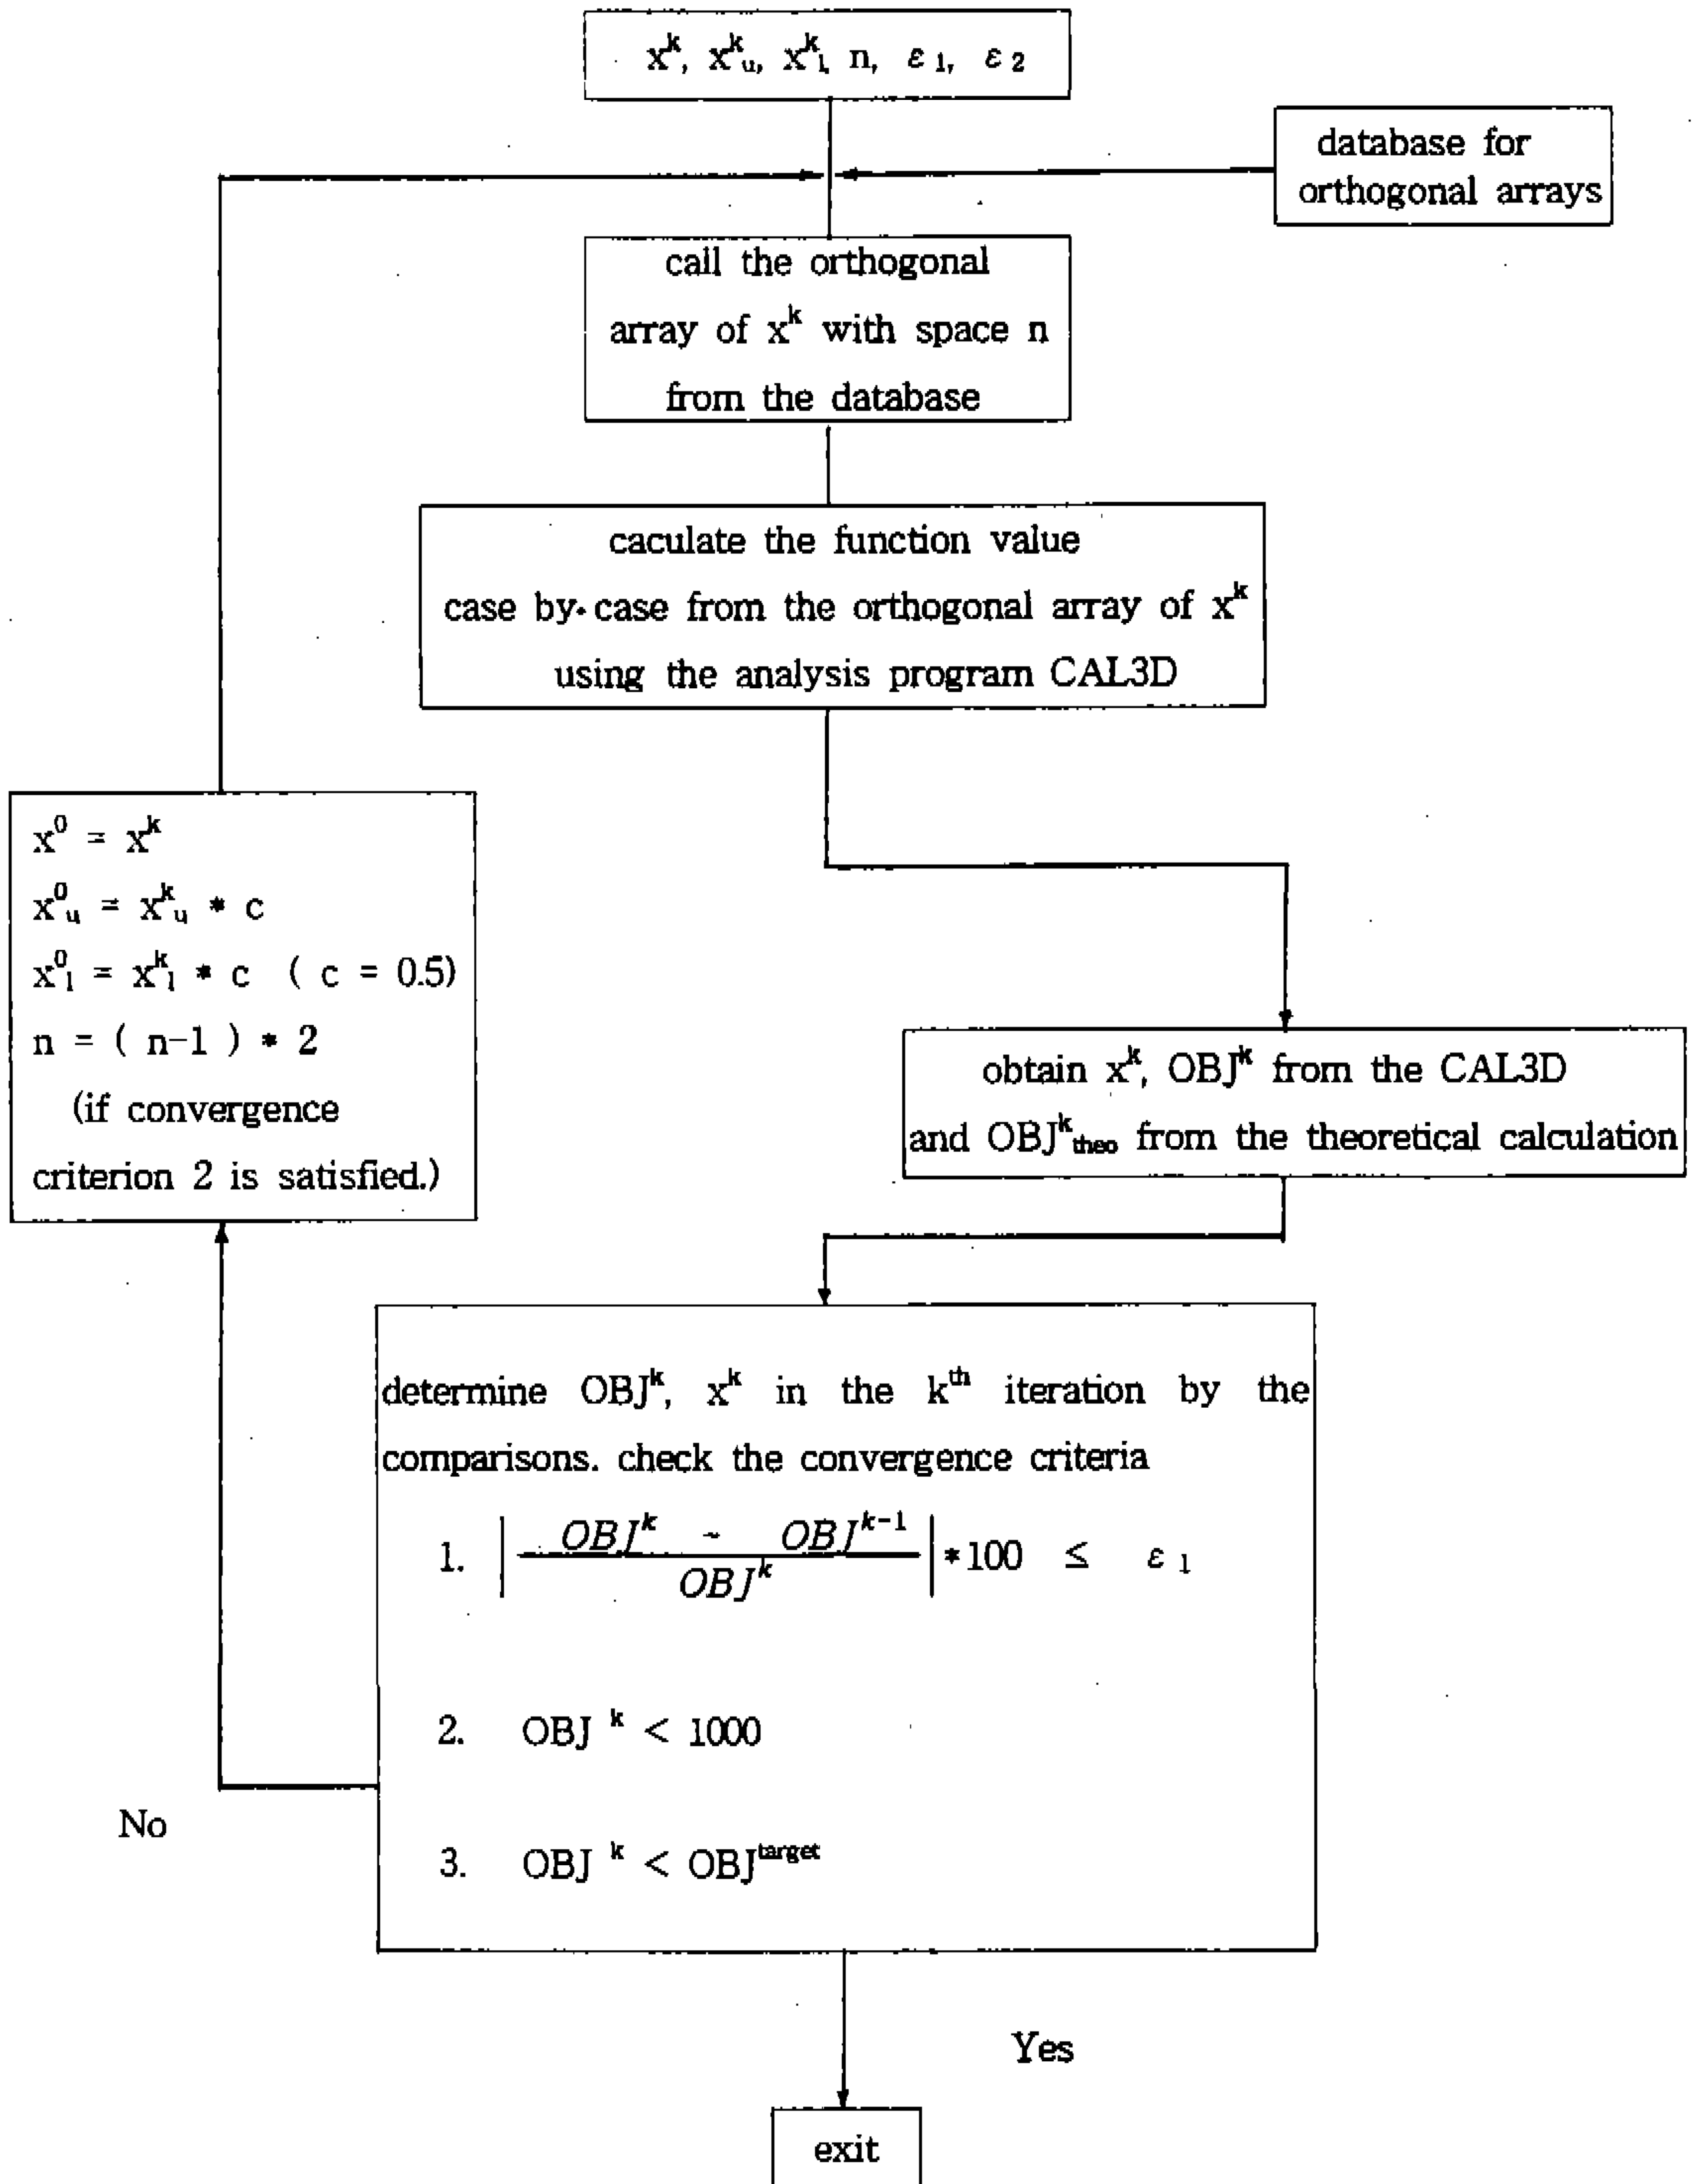 x^k, x^k_u, x^k_l, n, ε_1, ε_2
database for
orthogonal arrays
call the orthogonal
array of x^k with space n
from the database
caculate the function value
case by case from the orthogonal array of x^k
using the analysis program CAL3D
x^0 = x^k
x^0_u = x^k_u * c
x^0_l = x^k_l * c ( c = 0.5)
n = ( n-1 ) * 2
(if convergence
criterion 2 is satisfied.)
obtain x^k, OBJ^k from the CAL3D
and OBJ^k_theo from the theoretical calculation
determine OBJ^k, x^k in the k^th iteration by the
comparisons. check the convergence criteria
1. | (OBJ^k - OBJ^k-1) / OBJ^k | *100 ≤ ε_1
2. OBJ^k < 1000
No
3. OBJ^k < OBJ^target
Yes
exit